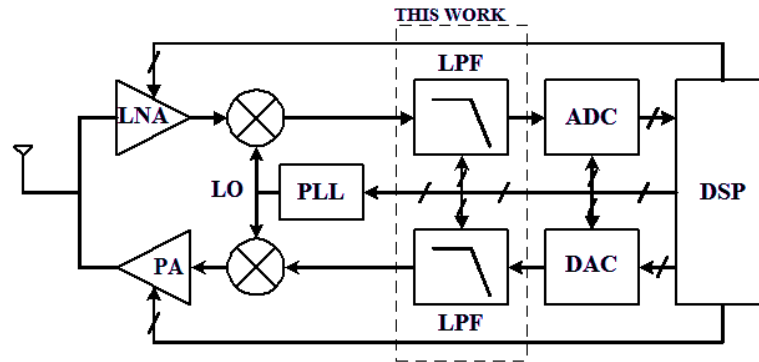 THIS WORK
LPF
LNA
ADC
LO
PLL
DSP
PA
DAC
LPF